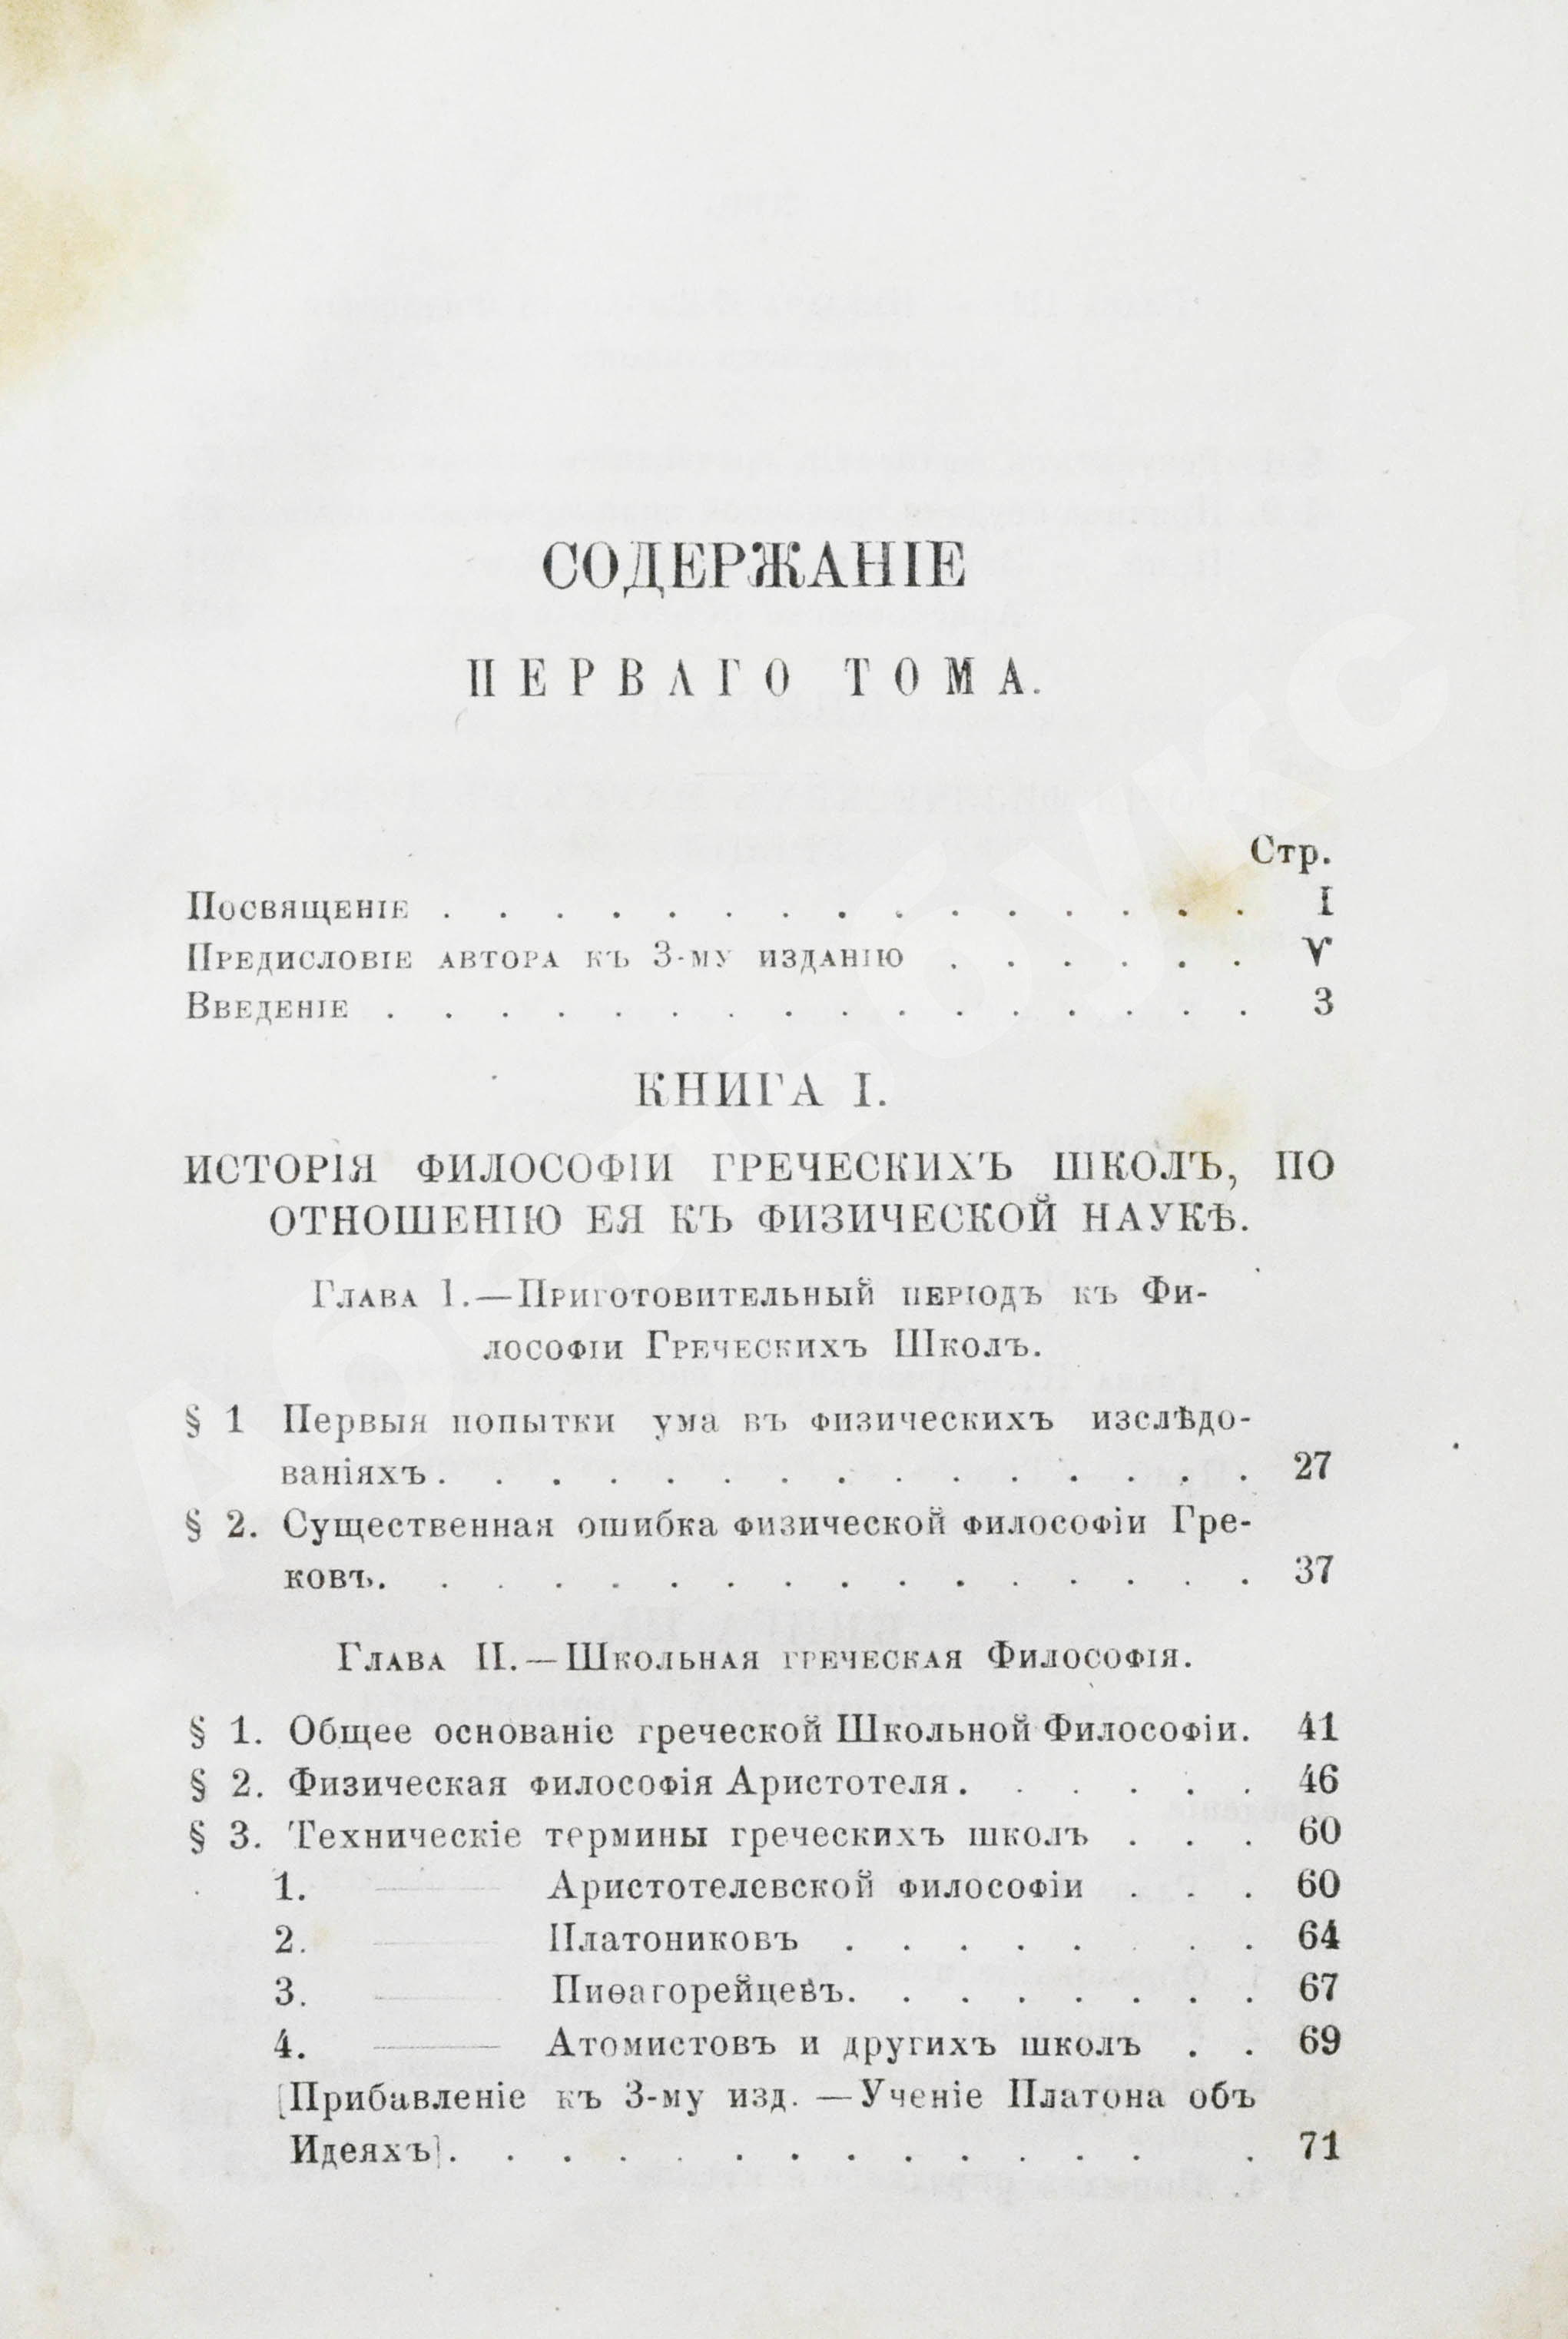 СОДЕРЖАНІЕ
ПЕРВАГО ТОМА.
Стр.
Посвященіе . . . . . . . . . . . . . . . I
Предисловіе автора къ 3-му изданію . . . . . . V
Введеніе . . . . . . . . . . . . . . . . 3
КНИГА I.
ИСТОРІЯ ФИЛОСОФІИ ГРЕЧЕСКИХЪ ШКОЛЪ, ПО
ОТНОШЕНІЮ ЕЯ КЪ ФИЗИЧЕСКОЙ НАУКѢ.
Глава I.—Приготовительный періодъ къ Фи-
лософіи Греческихъ Школъ.
§ 1 Первыя попытки ума въ физическихъ изслѣдо-
ваніяхъ. . . . . . . . . . . . . . . 27
§ 2. Существенная ошибка физической философіи Гре-
ковъ. . . . . . . . . . . . . . . . 37
Глава II.—Школьная греческая Философія.
§ 1. Общее основаніе греческой Школьной Философіи. 41
§ 2. Физическая философія Аристотеля. . . . . . 46
§ 3. Техническіе термины греческихъ школъ . . . 60
1. — Аристотелевской философіи . . . 60
2. — Платониковъ . . . . . . . . 64
3. — Пиѳагорейцевъ. . . . . . . . 67
4. — Атомистовъ и другихъ школъ . . 69
[Прибавленіе къ 3-му изд. —Ученіе Платона объ
Идеяхъ]. . . . . . . . . . . . . . 71